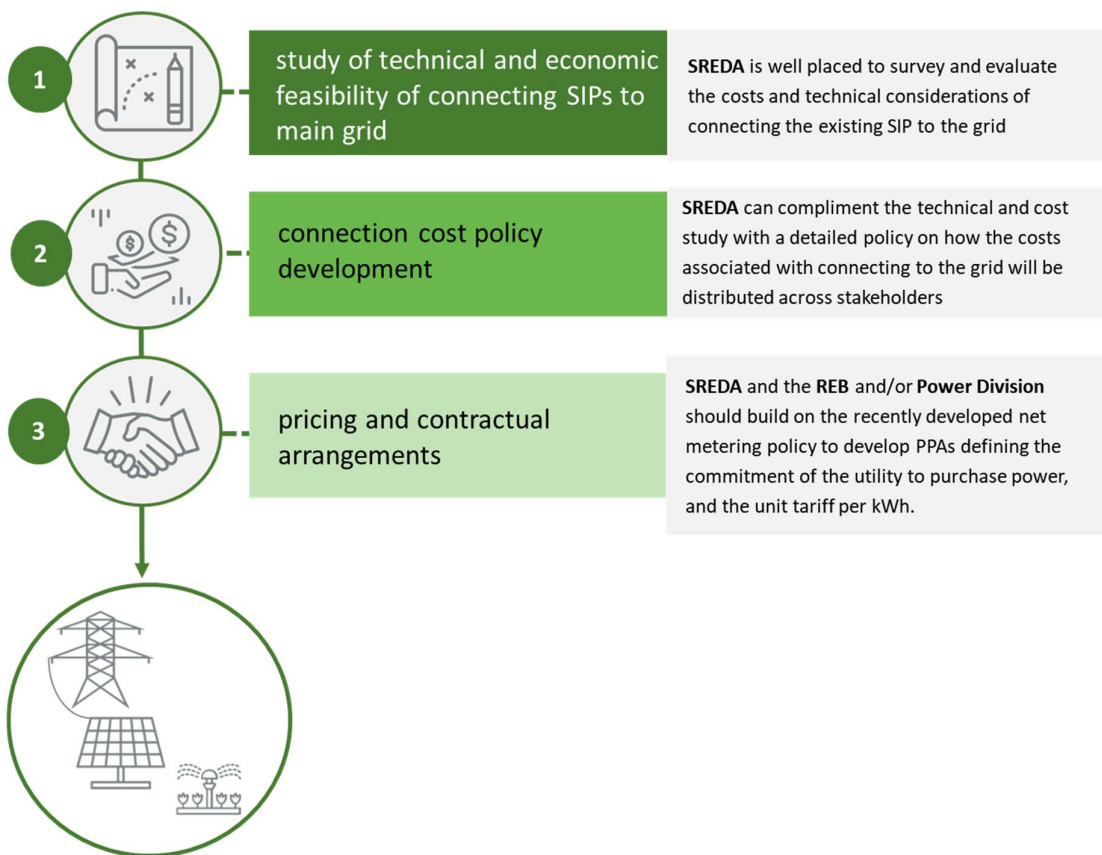 1
study of technical and economic
feasibility of connecting SIPs to
main grid
SREDA is well placed to survey and evaluate
the costs and technical considerations of
connecting the existing SIP to the grid
2
connection cost policy
development
SREDA can compliment the technical and cost
study with a detailed policy on how the costs
associated with connecting to the grid will be
distributed across stakeholders
3
pricing and contractual
arrangements
SREDA and the REB and/or Power Division
should build on the recently developed net
metering policy to develop PPAs defining the
commitment of the utility to purchase power,
and the unit tariff per kWh.